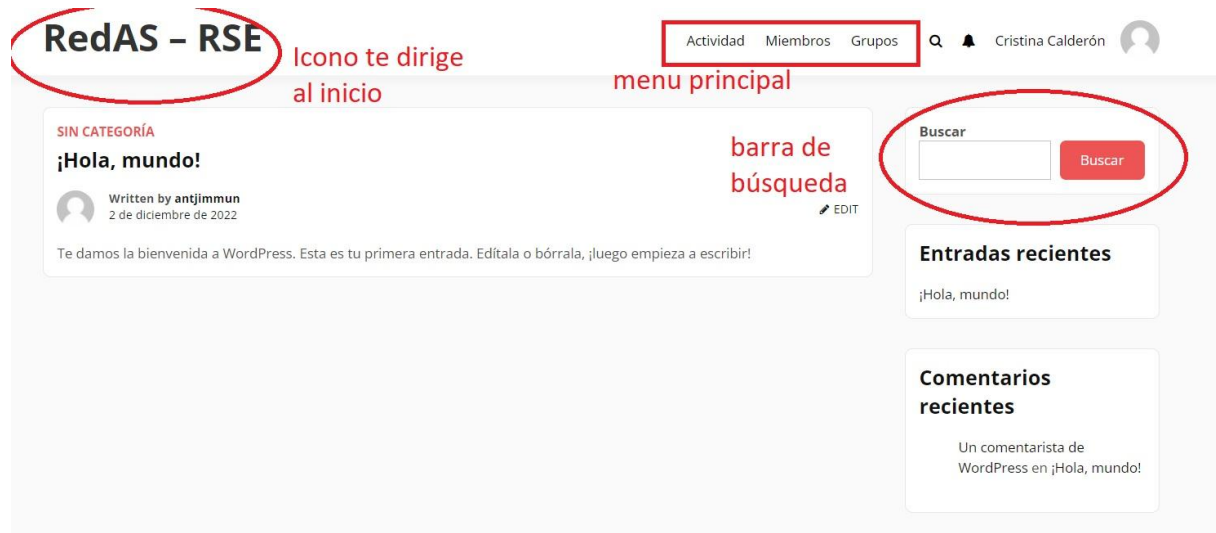 RedAS – RSE
Icono te dirige
al inicio
Actividad Miembros Grupos
Cristina Calderón
menú principal
SIN CATEGORÍA
¡Hola, mundo!
Written by antjimmun
2 de diciembre de 2022
EDIT
Te damos la bienvenida a WordPress. Esta es tu primera entrada. Edítala o bórrala, ¡luego empieza a escribir!
barra de
búsqueda
Buscar
Buscar
Entradas recientes
¡Hola, mundo!
Comentarios
recientes
Un comentarista de
WordPress en ¡Hola, mundo!